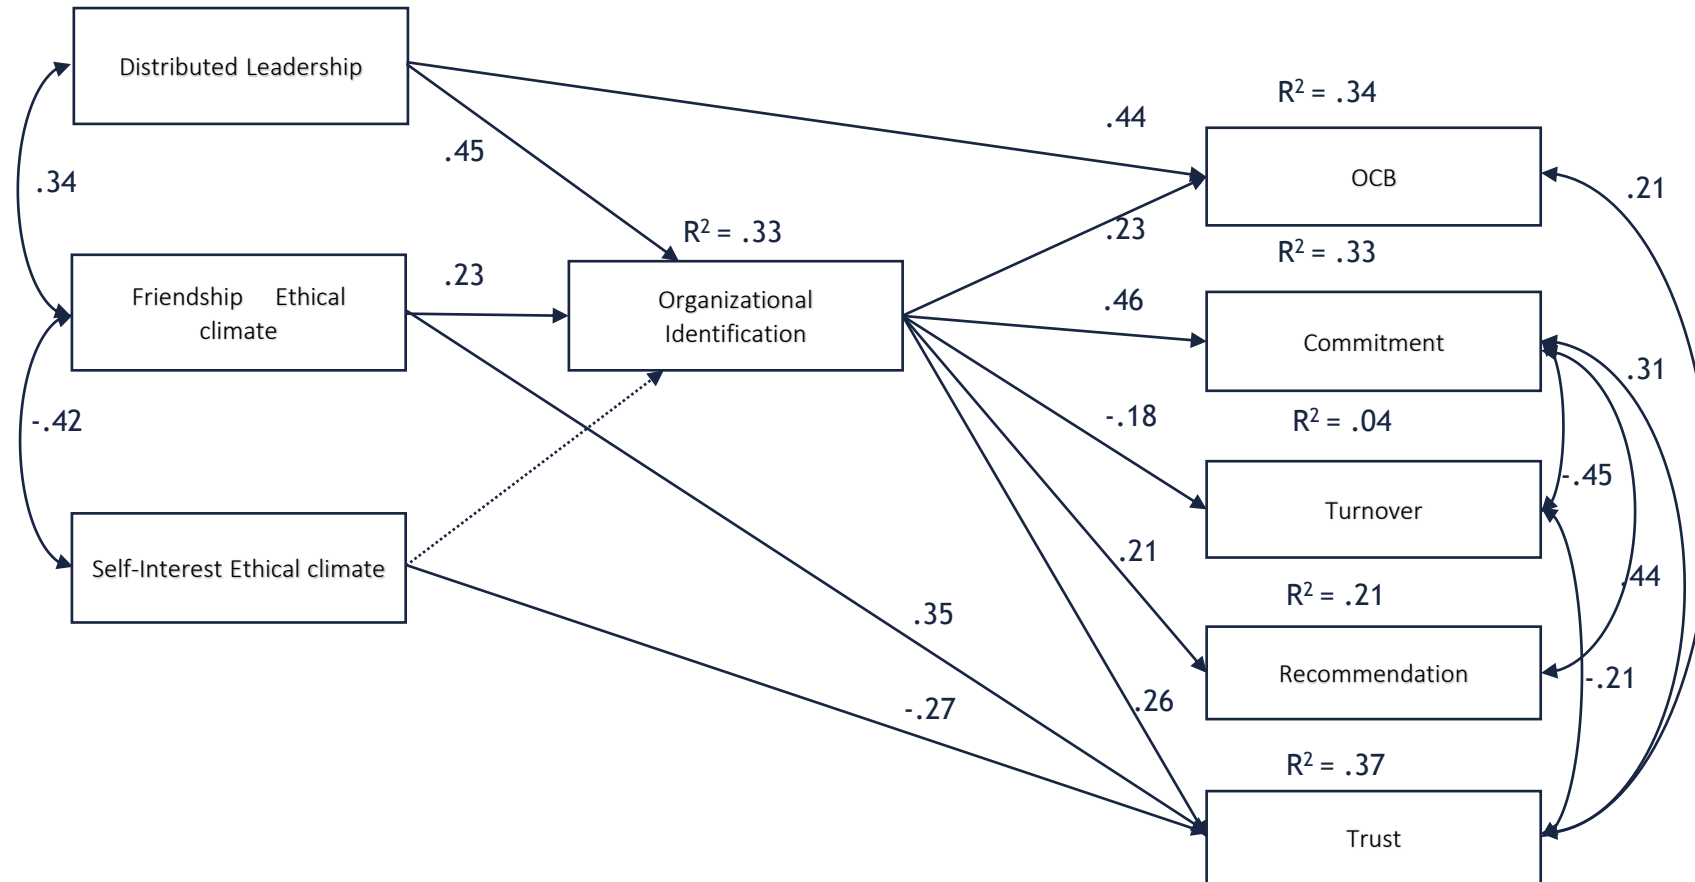 Distributed Leadership
R² = .34
.44
.45
OCB
.34
.21
R² = .33
.23
R² = .33
Friendship Ethical
climate
.23
Organizational
Identification
.46
Commitment
.31
-.42
-.18
R² = .04
-.45
Turnover
Self-Interest Ethical climate
.21
.44
R² = .21
.35
Recommendation
-.21
-.27
.26
R² = .37
Trust